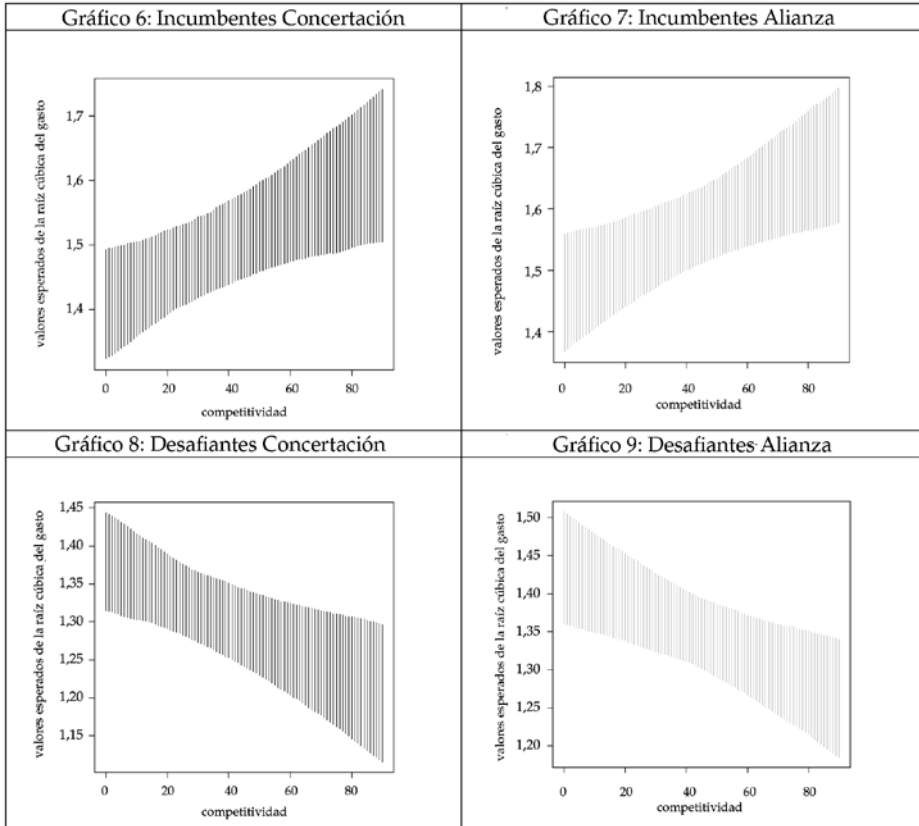 Gráfico 6: Incumbentes Concertación
valores esperados de la raíz cúbica del gasto
1,7
1,6
1,5
1,4
0 20 40 60 80
competitividad
Gráfico 7: Incumbentes Alianza
valores esperados de la raíz cúbica del gasto
1,8
1,7
1,6
1,5
1,4
0 20 40 60 80
competitividad
Gráfico 8: Desafiantes Concertación
valores esperados de la raíz cúbica del gasto
1,45
1,40
1,35
1,30
1,25
1,20
1,15
0 20 40 60 80
competitividad
Gráfico 9: Desafiantes Alianza
valores esperados de la raíz cúbica del gasto
1,50
1,45
1,40
1,35
1,30
1,25
1,20
0 20 40 60 80
competitividad